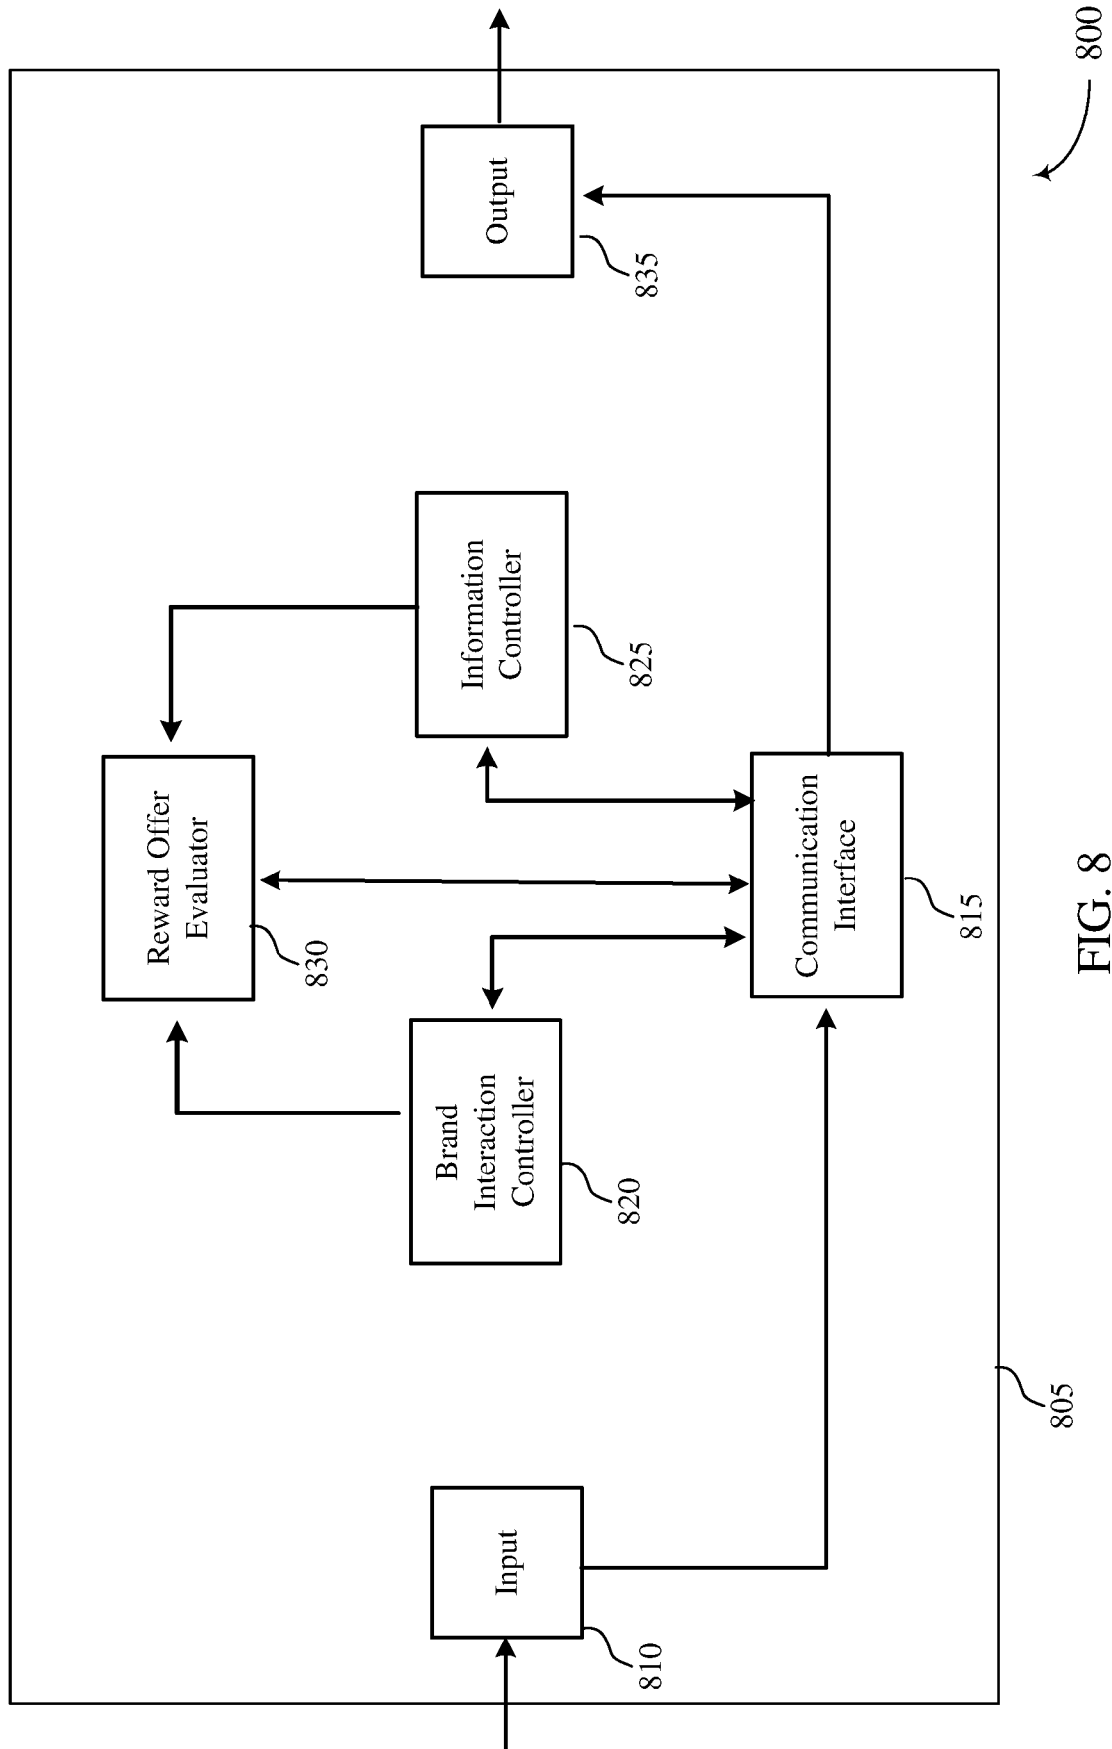 Reward Offer
Evaluator
830
Input
810
Brand
Interaction
Controller
820
Information
Controller
825
Output
835
Communication
Interface
815
805
FIG. 8
800